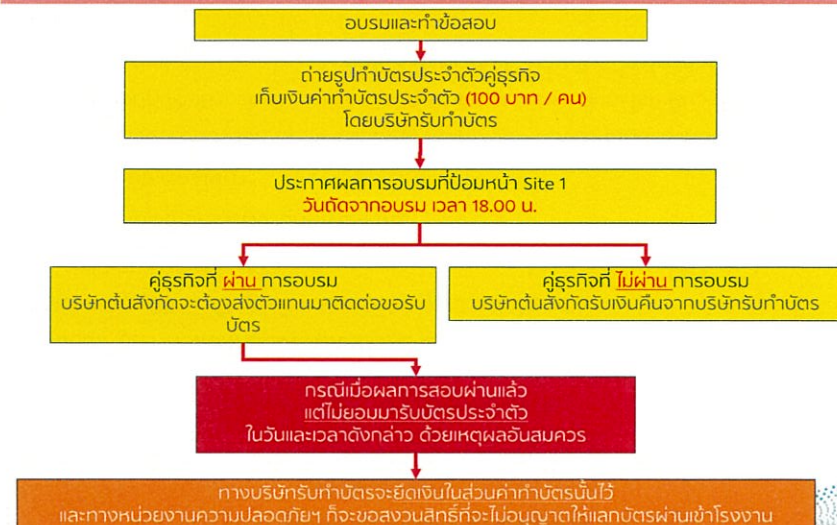 อบรมและทำข้อสอบ
ถ่ายรูปทำบัตรประจำตัวคู่ธุรกิจ
เก็บเงินค่าทำบัตรประจำตัว (100 บาท / คน)
โดยบริษัทรับทำบัตร
ประกาศผลการอบรมที่ป้อมหน้า Site 1
วันถัดจากอบรม เวลา 18.00 น.
คู่ธุรกิจที่ ผ่าน การอบรม
บริษัทต้นสังกัดจะต้องส่งตัวแทนมาติดต่อขอรับ
บัตร
คู่ธุรกิจที่ ไม่ผ่าน การอบรม
บริษัทต้นสังกัดรับเงินคืนจากบริษัทรับทำบัตร
กรณีเมื่อผลการสอบผ่านแล้ว
แต่ไม่ยอมมารับบัตรประจำตัว
ในวันและเวลาดังกล่าว ด้วยเหตุผลอันสมควร
ทางบริษัทรับทำบัตรจะยึดเงินในส่วนค่าทำบัตรนั้นไว้
และทางหน่วยงานความปลอดภัยฯ ก็จะขอสงวนสิทธิ์ที่จะไม่อนุญาตให้แลกบัตรผ่านเข้าโรงงาน